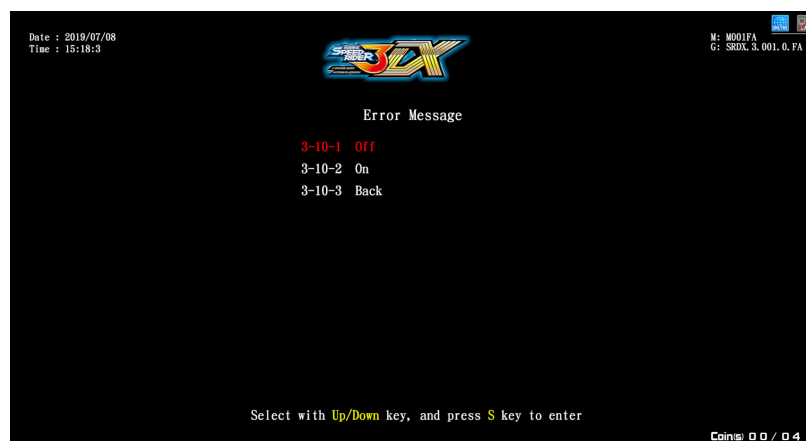 Date : 2019/07/08
Time : 15:18:3
M: M001FA
G: SRDX.3.001.0.FA
SPEED RIDER 3 DX
Error Message
3-10-1 Off
3-10-2 On
3-10-3 Back
Select with Up/Down key, and press S key to enter
Coin(s) 00/04